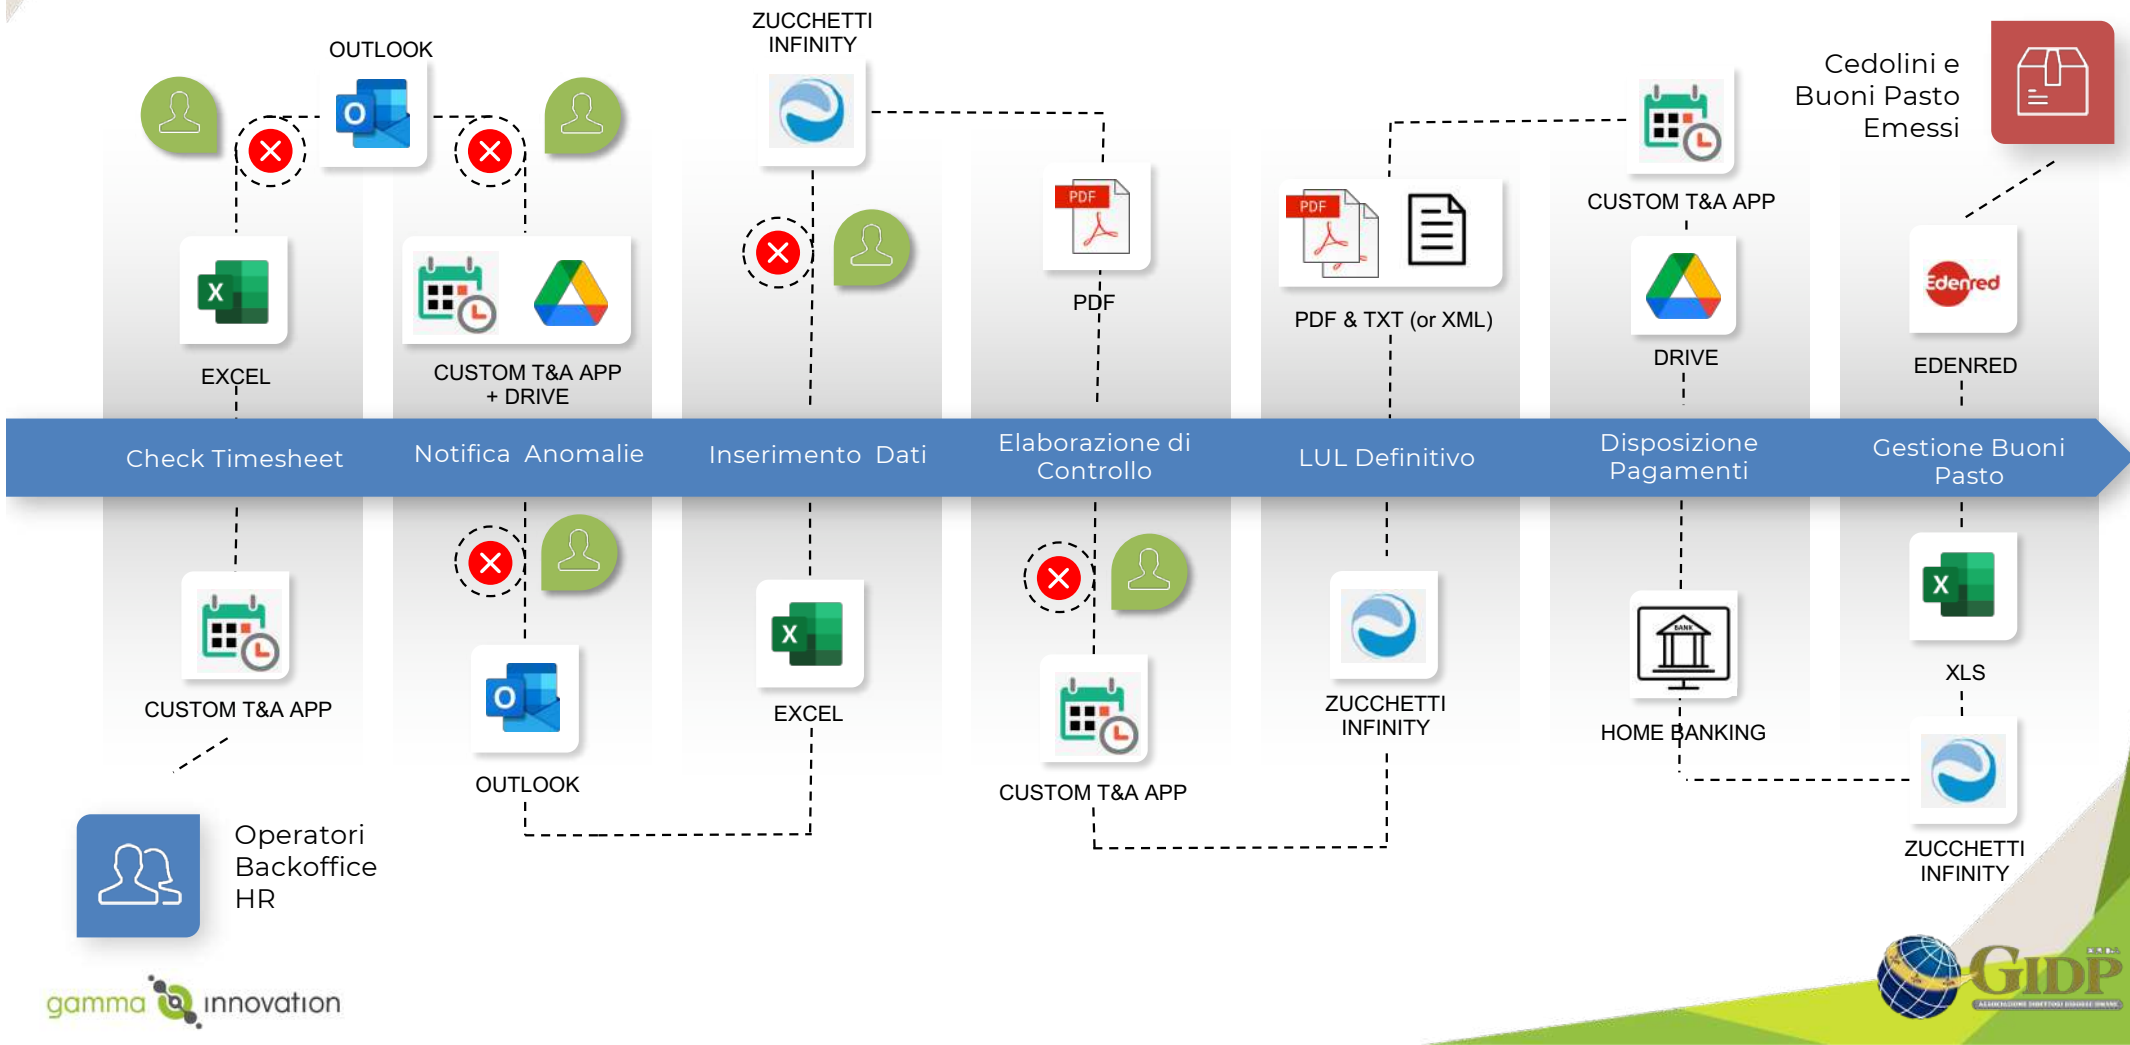 OUTLOOK
ZUCCHETTI
INFINITY
Cedolini e
Buoni Pasto
Emessi
PDF
PDF
CUSTOM T&A APP
EXCEL
CUSTOM T&A APP
+ DRIVE
PDF
PDF & TXT (or XML)
DRIVE
Edenred
EDENRED
Check Timesheet
Notifica Anomalie
Inserimento Dati
Elaborazione di
Controllo
LUL Definitivo
Disposizione
Pagamenti
Gestione Buoni
Pasto
CUSTOM T&A APP
OUTLOOK
EXCEL
CUSTOM T&A APP
ZUCCHETTI
INFINITY
BANK
HOME BANKING
XLS
ZUCCHETTI
INFINITY
Operatori
Backoffice
HR
gamma innovation
GIDP